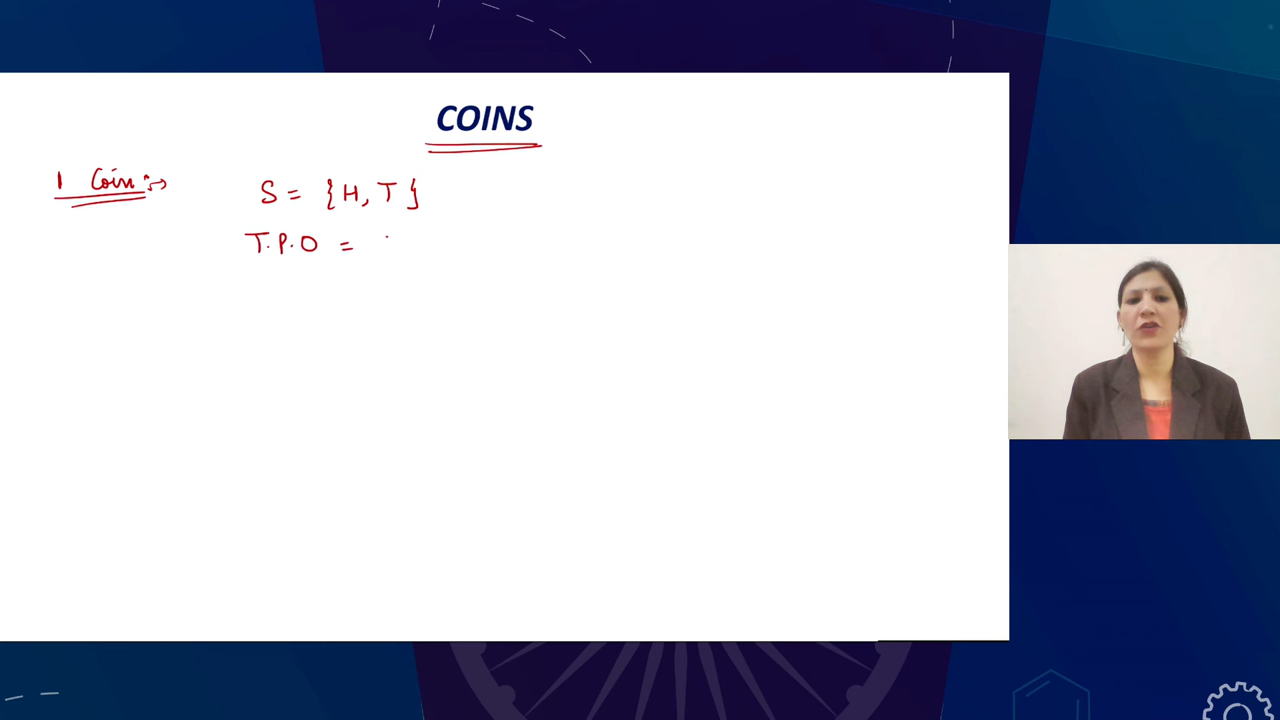 COINS
1 Coin :→
S = {H, T}
T.P.O =